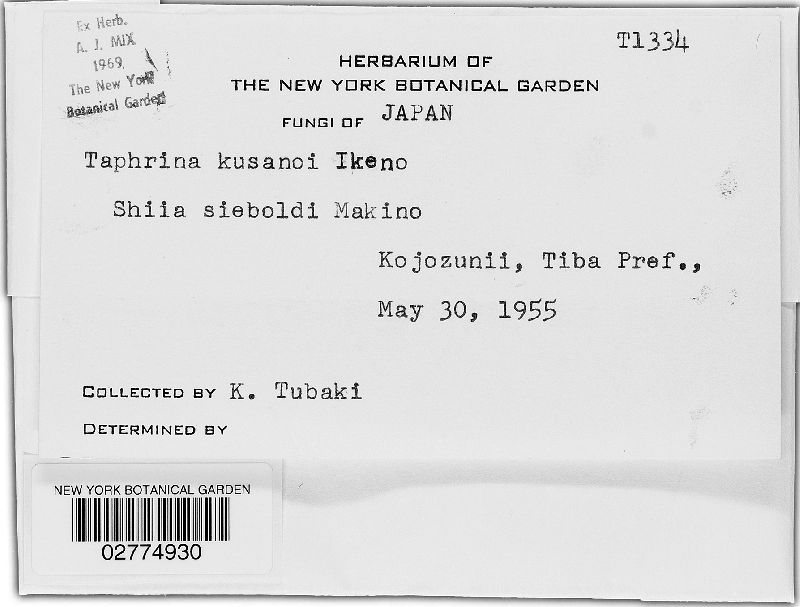 Ex Herb.
A. J. MIX
1969
The New York
Botanical Garden
T1334
HERBARIUM OF
THE NEW YORK BOTANICAL GARDEN
FUNGI OF JAPAN
Taphrina kusanoi Ikeno
Shiia sieboldi Makino
Kojozunii, Tiba Pref.,
May 30, 1955
COLLECTED BY K. Tubaki
DETERMINED BY
NEW YORK BOTANICAL GARDEN
02774930